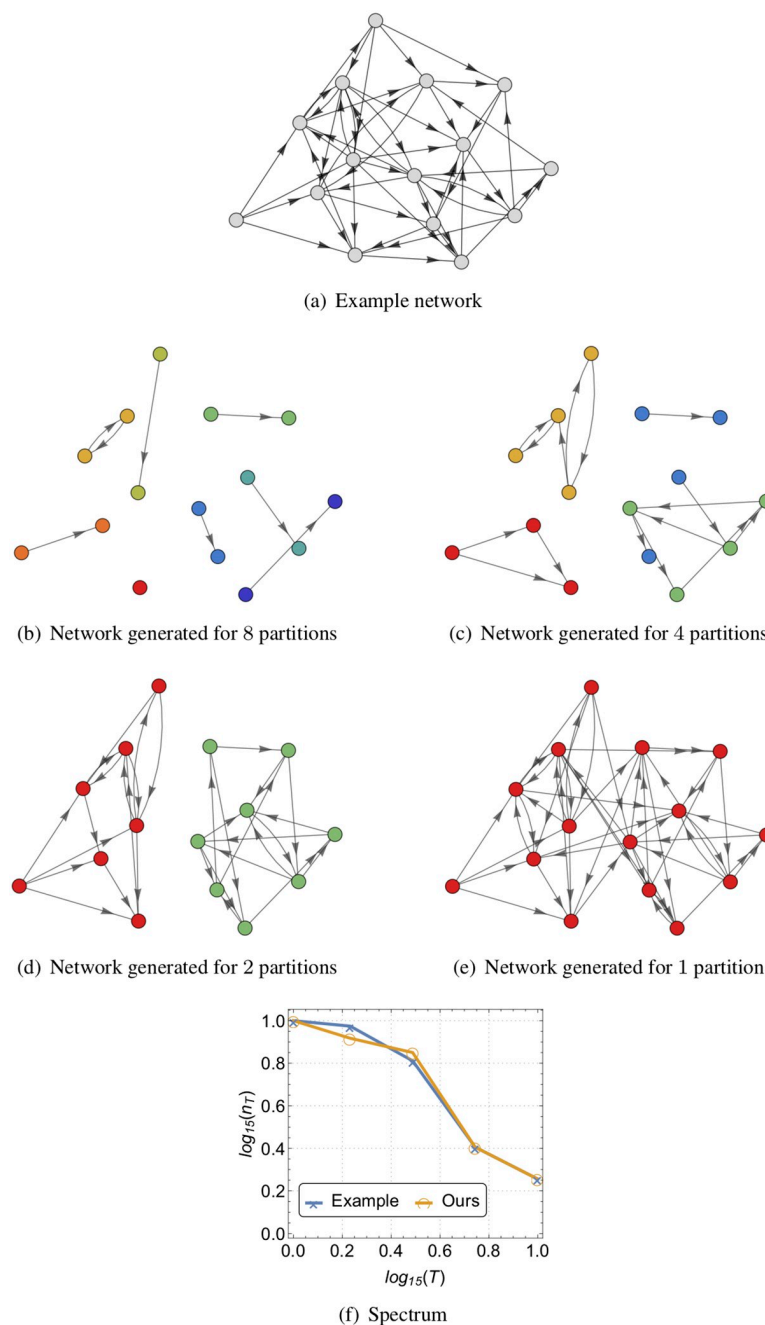 (a) Example network
(b) Network generated for 8 partitions
(c) Network generated for 4 partitions
(d) Network generated for 2 partitions
(e) Network generated for 1 partition
1.0
0.8
0.6
0.4
0.2
0.0
log₁₅(n_T)
Example
Ours
0.0 0.2 0.4 0.6 0.8 1.0
log₁₅(T)
(f) Spectrum